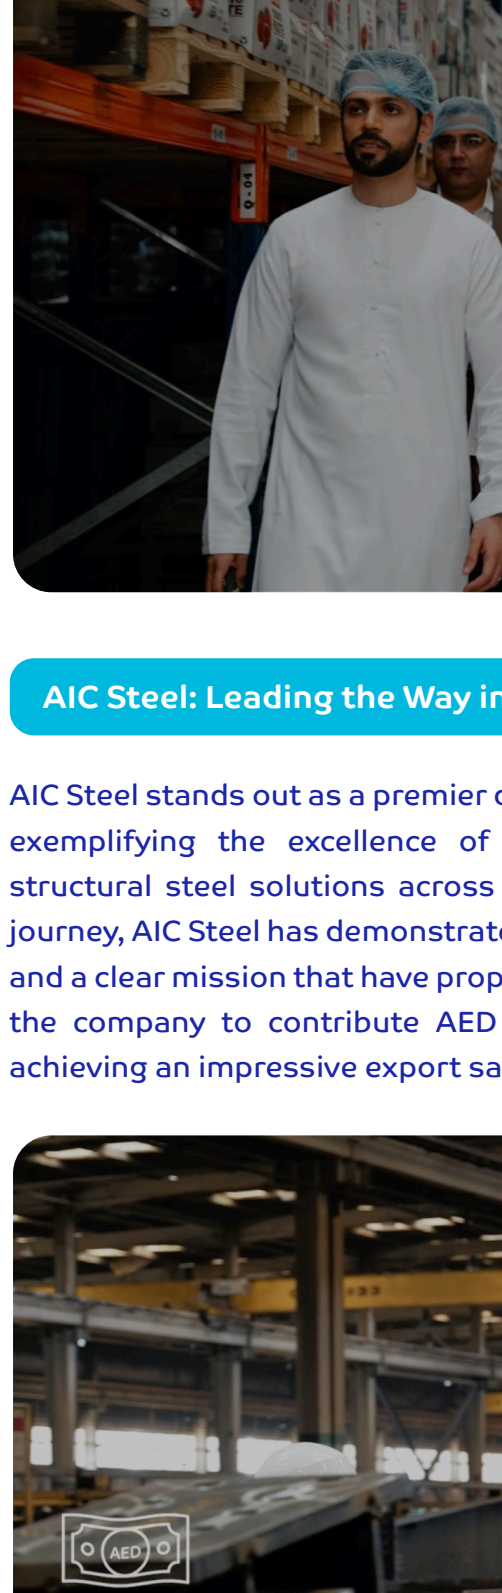 Q - 04
AIC Steel: Leading the Way in
AIC Steel stands out as a premier
exemplifying the excellence of
structural steel solutions across
journey, AIC Steel has demonstrate
and a clear mission that have prop
the company to contribute AED
achieving an impressive export sa
33
AED